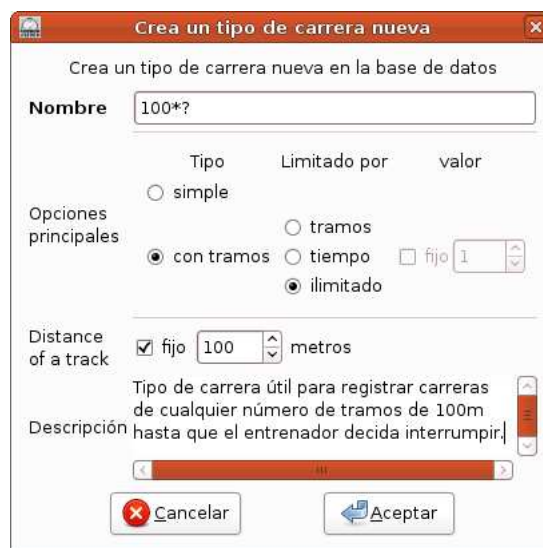 Crea un tipo de carrera nueva
Crea un tipo de carrera nueva en la base de datos
Nombre 100*?
Tipo Limitado por valor
simple
Opciones
principales
tramos
con tramos tiempo fijo 1
ilimitado
Distance
of a track
fijo 100 metros
Descripción
Tipo de carrera útil para registrar carreras
de cualquier número de tramos de 100m
hasta que el entrenador decida interrumpir.
Cancelar Aceptar